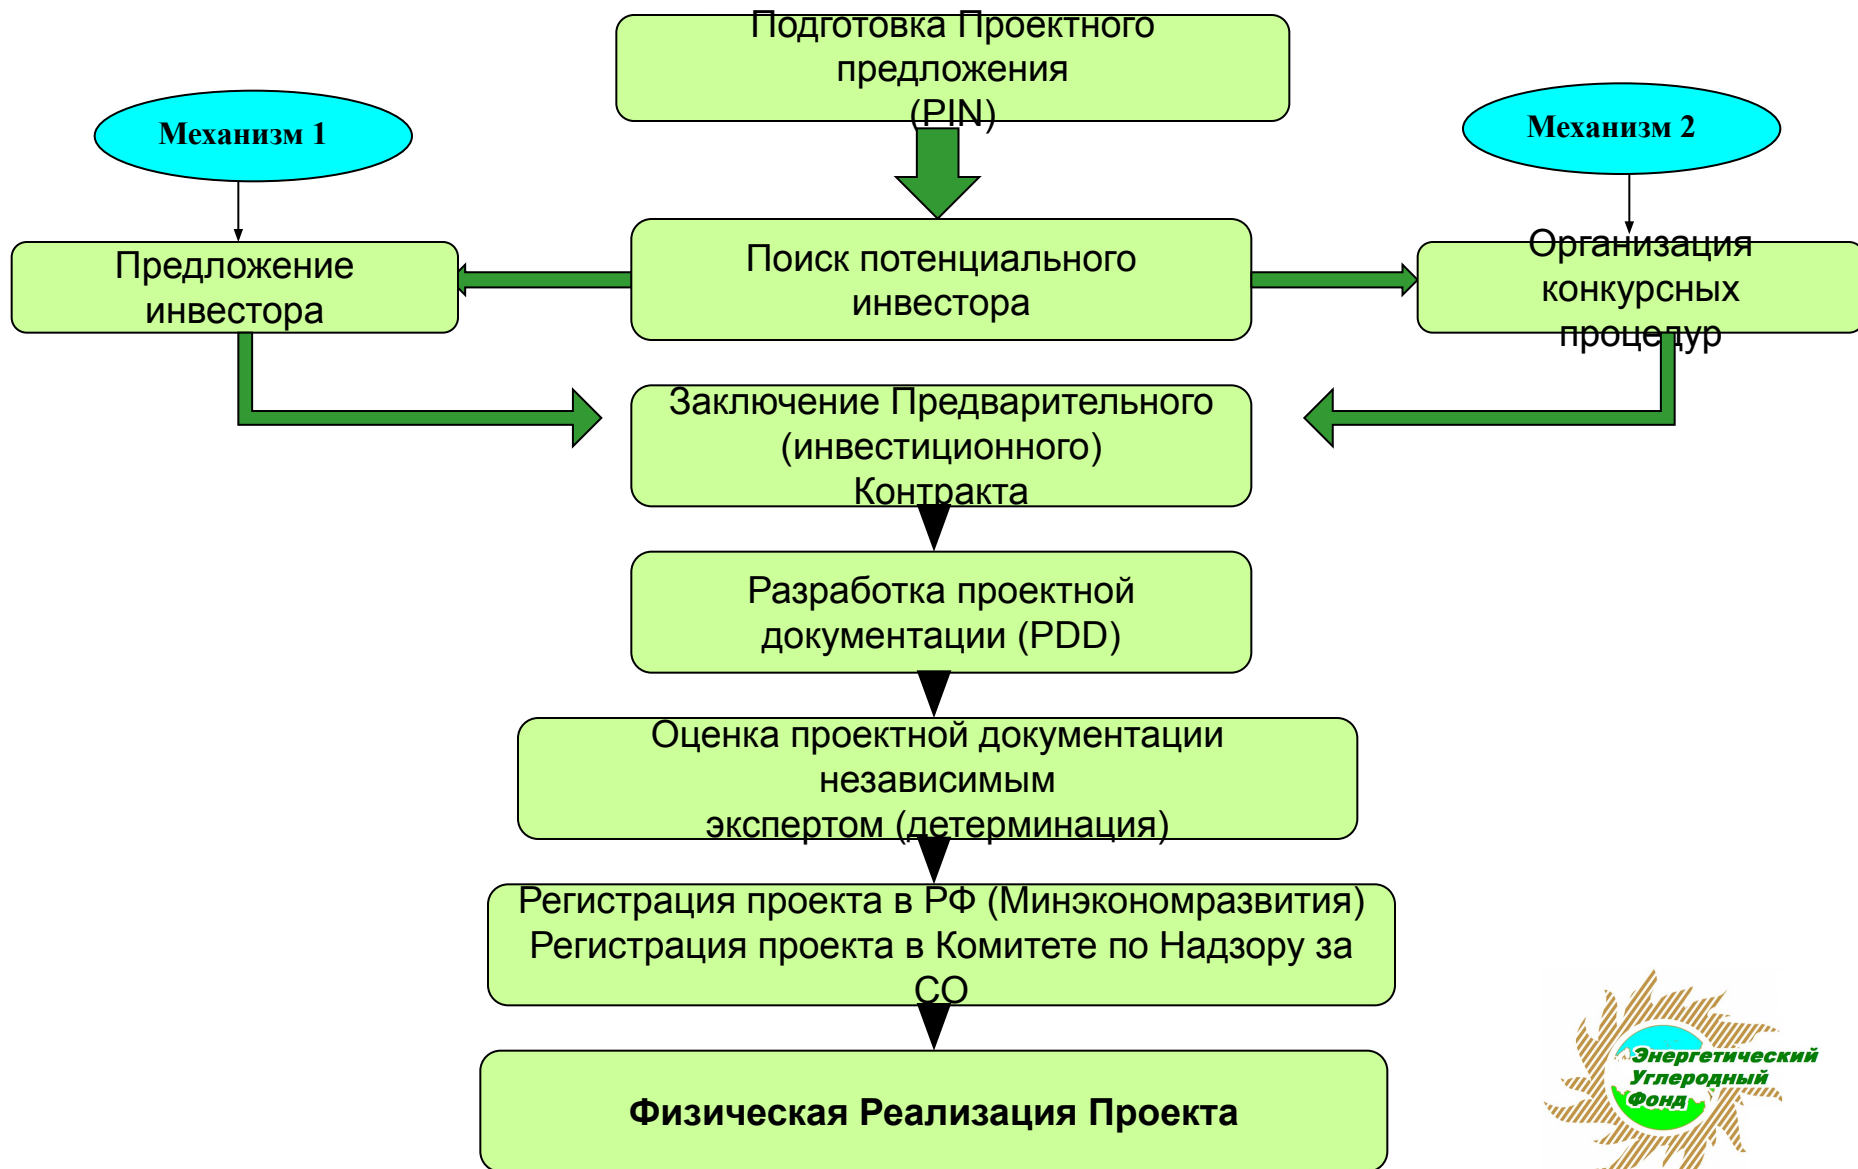 Подготовка Проектного
предложения
(PIN)
Механизм 1
Механизм 2
Предложение
инвестора
Поиск потенциального
инвестора
Организация
конкурсных
процедур
Заключение Предварительного
(инвестиционного)
Контракта
Разработка проектной
документации (PDD)
Оценка проектной документации
независимым
экспертом (детерминация)
Регистрация проекта в РФ (Минэкономразвития)
Регистрация проекта в Комитете по Надзору за
СО
Физическая Реализация Проекта
Энергетический
Углеродный
Фонд